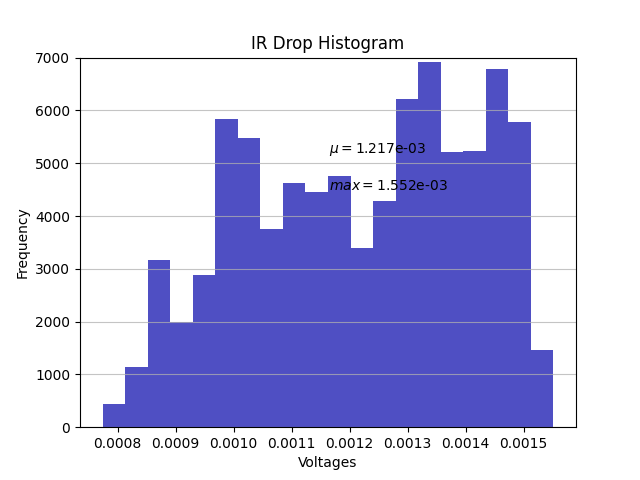 IR Drop Histogram
7000
6000
5000
4000
3000
2000
1000
0
Frequency
μ = 1.217e-03
max = 1.552e-03
0.0008 0.0009 0.0010 0.0011 0.0012 0.0013 0.0014 0.0015
Voltages